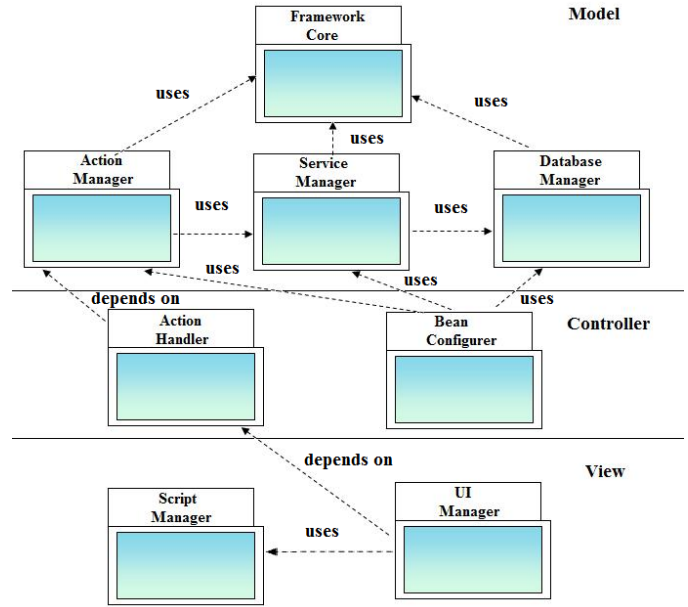 Framework
Core
Model
uses
uses
uses
Action
Manager
Service
Manager
Database
Manager
uses
uses
uses
uses
uses
depends on
Action
Handler
Bean
Configurer
Controller
depends on
View
Script
Manager
UI
Manager
uses